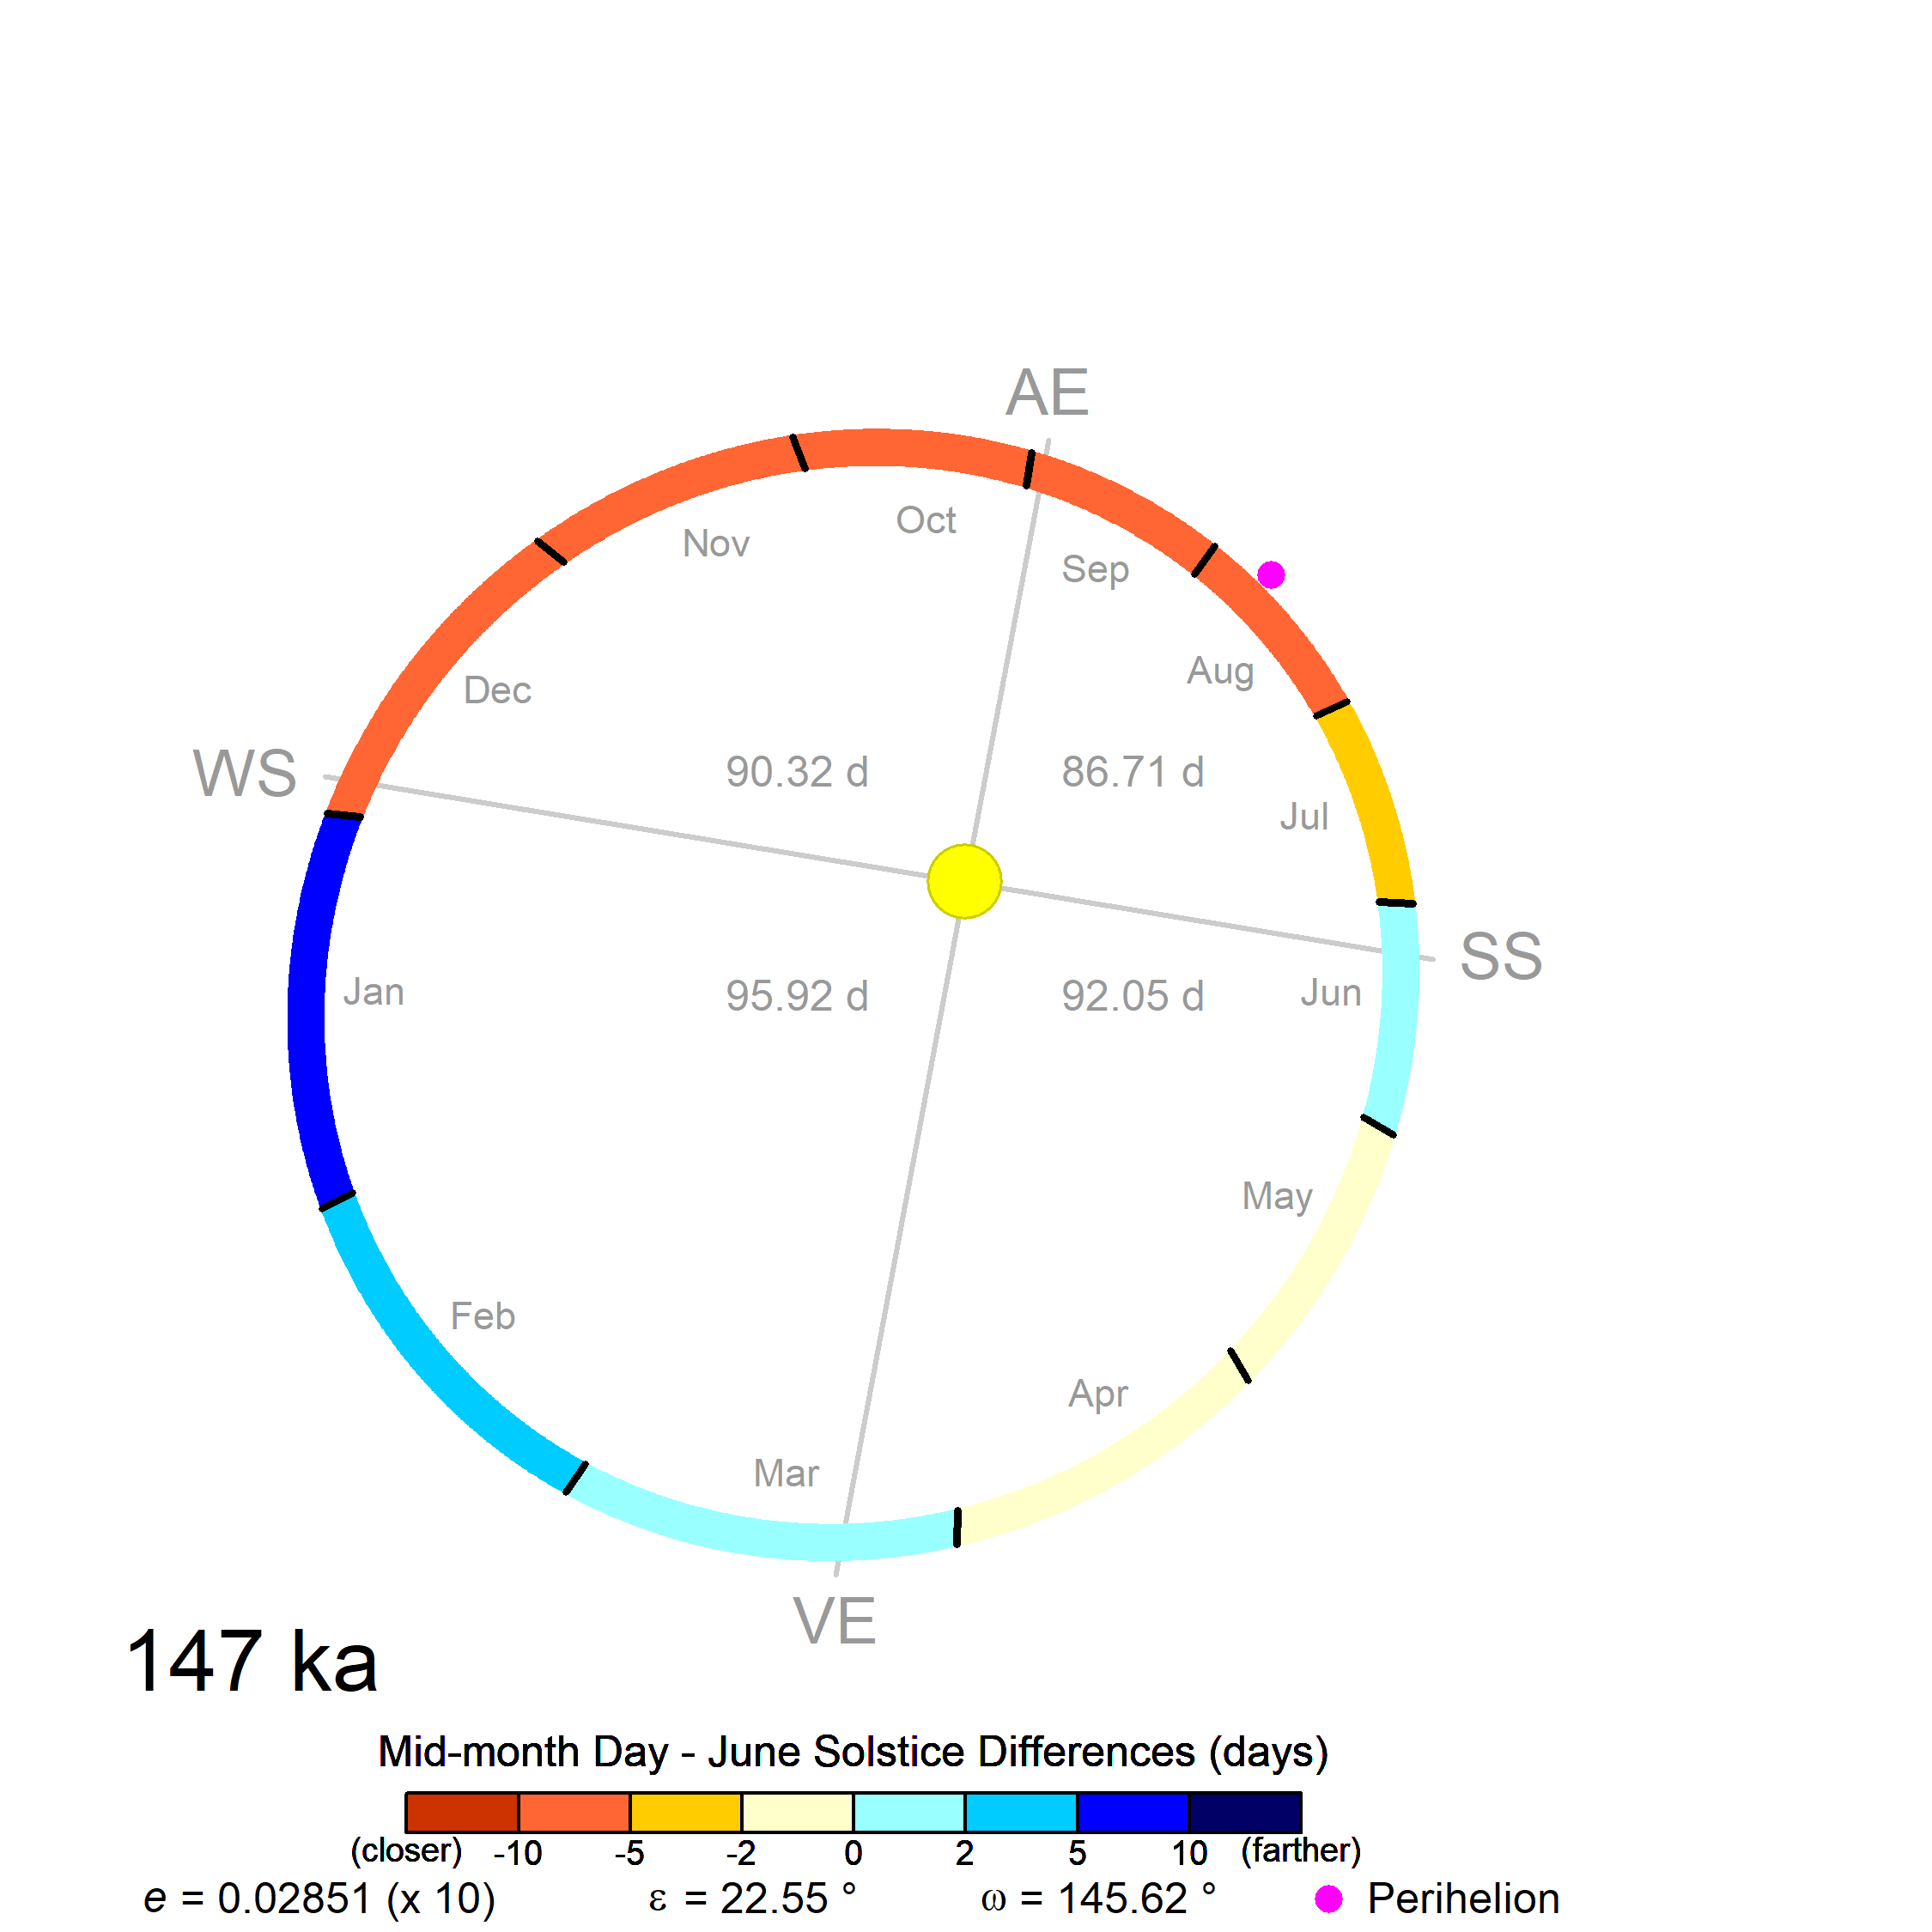 AE
Oct
Nov
Sep
Aug
Dec
WS
90.32 d
86.71 d
Jul
SS
Jan
95.92 d
92.05 d
Jun
May
Feb
Apr
Mar
VE
147 ka
Mid-month Day - June Solstice Differences (days)
(closer) -10 -5 -2 0 2 5 10 (farther)
e = 0.02851 (x 10) ε = 22.55 ° ω = 145.62 ° Perihelion